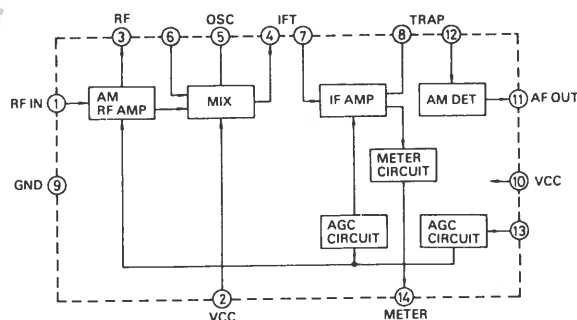 RF OSC IFT TRAP
3 6 5 4 7 8 12
RF IN 1 AM RF AMP MIX IF AMP AM DET 11 AF OUT
METER CIRCUIT
GND 9 10 VCC
AGC CIRCUIT AGC CIRCUIT 13
2 14
VCC METER